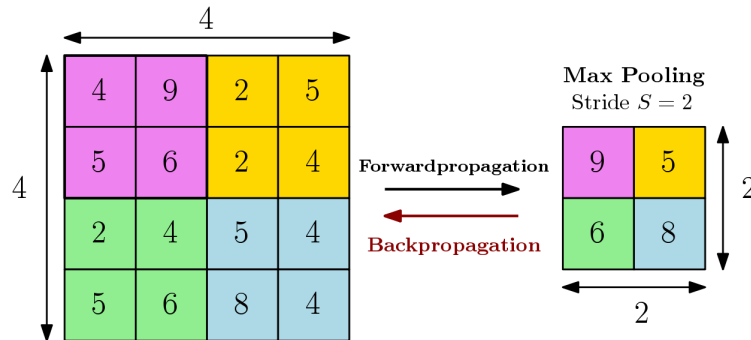 4
4 9 2 5
5 6 2 4
2 4 5 4
5 6 8 4
4
Forwardpropagation
Backpropagation
Max Pooling
Stride S = 2
9 5
6 8
2
2